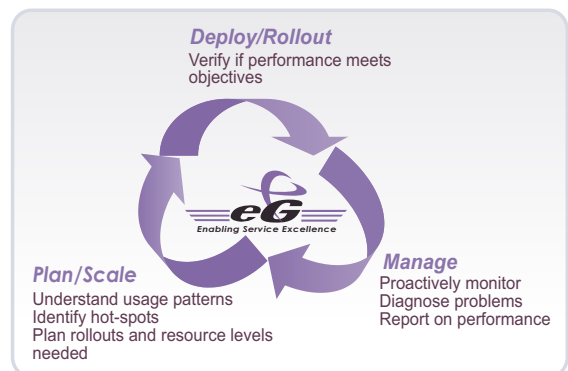 Deploy/Rollout
Verify if performance meets
objectives
eG
Enabling Service Excellence
Plan/Scale
Understand usage patterns
Identify hot-spots
Plan rollouts and resource levels
needed
Manage
Proactively monitor
Diagnose problems
Report on performance